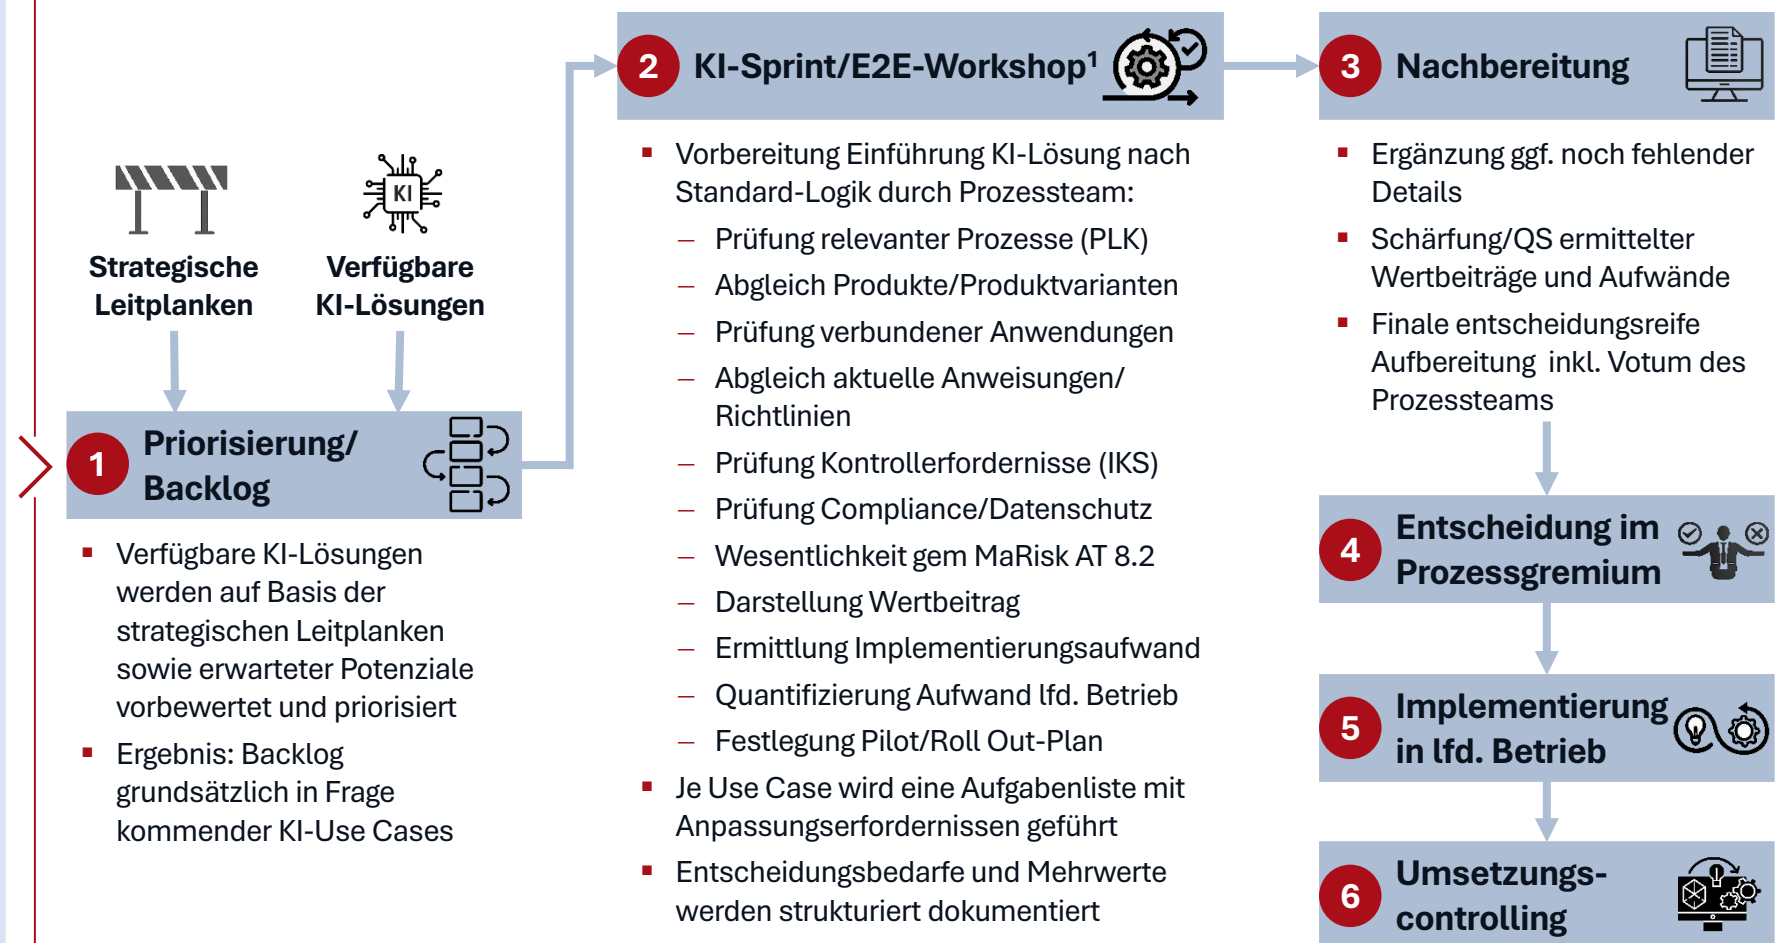 Strategische
Leitplanken
KI
Verfügbare
KI-Lösungen
1
Priorisierung/
Backlog
▪ Verfügbare KI-Lösungen
werden auf Basis der
strategischen Leitplanken
sowie erwarteter Potenziale
vorbewertet und priorisiert
▪ Ergebnis: Backlog
grundsätzlich in Frage
kommender KI-Use Cases
2
KI-Sprint/E2E-Workshop¹
▪ Vorbereitung Einführung KI-Lösung nach
Standard-Logik durch Prozessteam:
– Prüfung relevanter Prozesse (PLK)
– Abgleich Produkte/Produktvarianten
– Prüfung verbundener Anwendungen
– Abgleich aktuelle Anweisungen/
Richtlinien
– Prüfung Kontrollerfordernisse (IKS)
– Prüfung Compliance/Datenschutz
– Wesentlichkeit gem MaRisk AT 8.2
– Darstellung Wertbeitrag
– Ermittlung Implementierungsaufwand
– Quantifizierung Aufwand lfd. Betrieb
– Festlegung Pilot/Roll Out-Plan
▪ Je Use Case wird eine Aufgabenliste mit
Anpassungserfordernissen geführt
▪ Entscheidungsbedarfe und Mehrwerte
werden strukturiert dokumentiert
3
Nachbereitung
▪ Ergänzung ggf. noch fehlender
Details
▪ Schärfung/QS ermittelter
Wertbeiträge und Aufwände
▪ Finale entscheidungsreife
Aufbereitung inkl. Votum des
Prozessteams
4
Entscheidung im
Prozessgremium
5
Implementierung
in lfd. Betrieb
6
Umsetzungs-
controlling